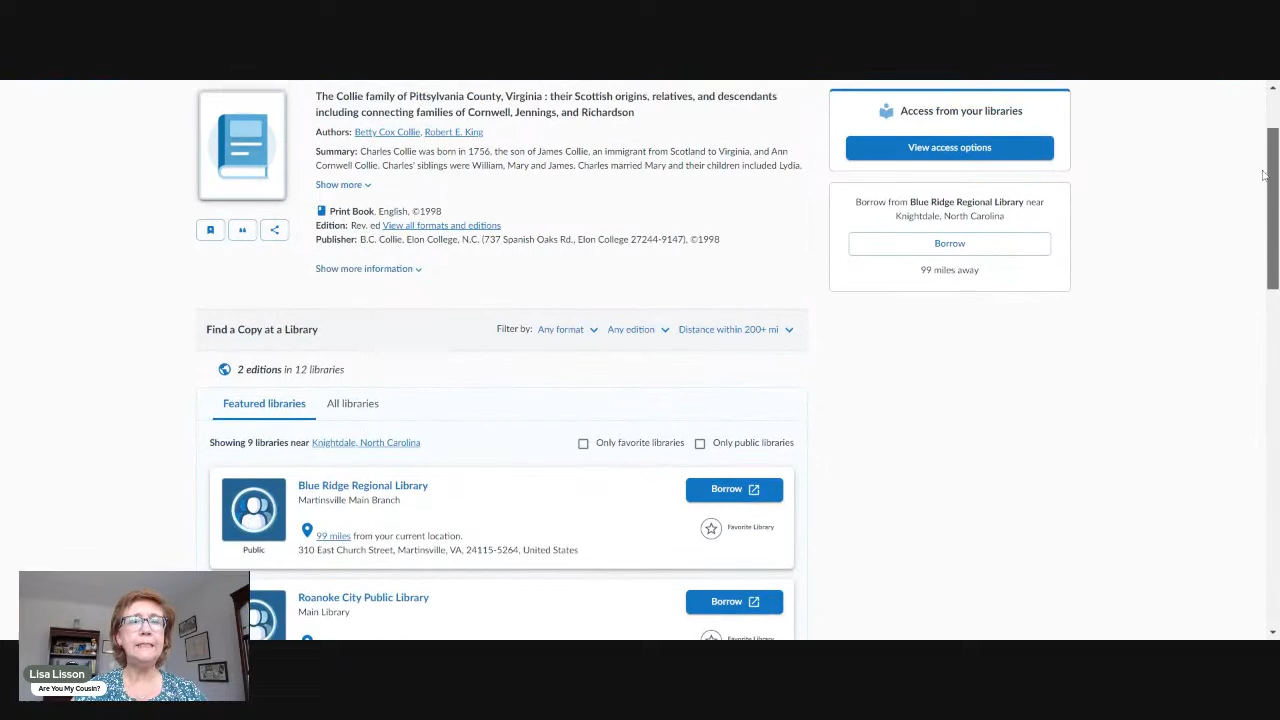 The Collie family of Pittsylvania County, Virginia : their Scottish origins, relatives, and descendants
including connecting families of Cornwell, Jennings, and Richardson
Authors: Betty Cox Collie, Robert E. King
Summary: Charles Collie was born in 1756, the son of James Collie, an immigrant from Scotland to Virginia, and Ann
Cornwell Collie. Charles' siblings were William, Mary and James. Charles married Mary and their children included Lydia,
Show more
Print Book, English, ©1998
Edition: Rev. ed View all formats and editions
Publisher: B.C. Collie, Elon College, N.C. (737 Spanish Oaks Rd., Elon College 27244-9147), ©1998
Show more information
Access from your libraries
View access options
Borrow from Blue Ridge Regional Library near
Knightdale, North Carolina
Borrow
99 miles away
Find a Copy at a Library
Filter by: Any format Any edition Distance within 200+ mi
2 editions in 12 libraries
Featured libraries All libraries
Showing 9 libraries near Knightdale, North Carolina Only favorite libraries Only public libraries
Public
Blue Ridge Regional Library
Martinsville Main Branch
99 miles from your current location.
310 East Church Street, Martinsville, VA, 24115-5264, United States
Borrow
Favorite Library
Roanoke City Public Library
Main Library
Borrow
Favorite Library
Lisa Lisson
Are You My Cousin?